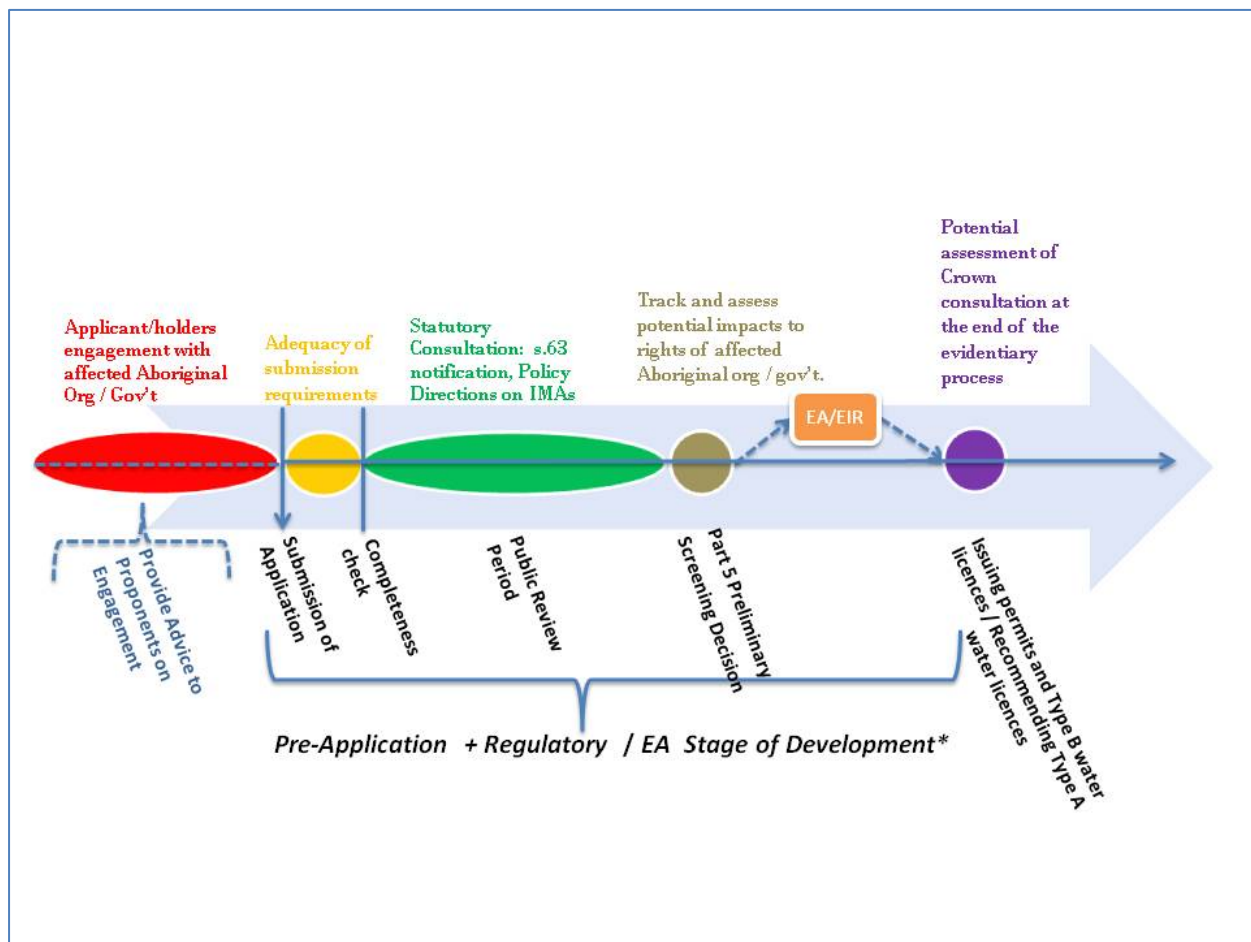 Applicant/holders
engagement with
affected Aboriginal
Org / Gov't
Adequacy of
submission
requirements
Statutory
Consultation: s.63
notification, Policy
Directions on IMAs
Track and assess
potential impacts to
rights of affected
Aboriginal org / gov't.
Potential
assessment of
Crown
consultation at
the end of the
evidentiary
process
EA/EIR
Provide Advice to
Proponents on
Engagement
Submission of
Application
Completeness
check
Public Review
Period
Part 5 Preliminary
Screening Decision
Issuing permits and Type B water
licences / Recommending Type A
water licences
Pre-Application + Regulatory / EA Stage of Development*